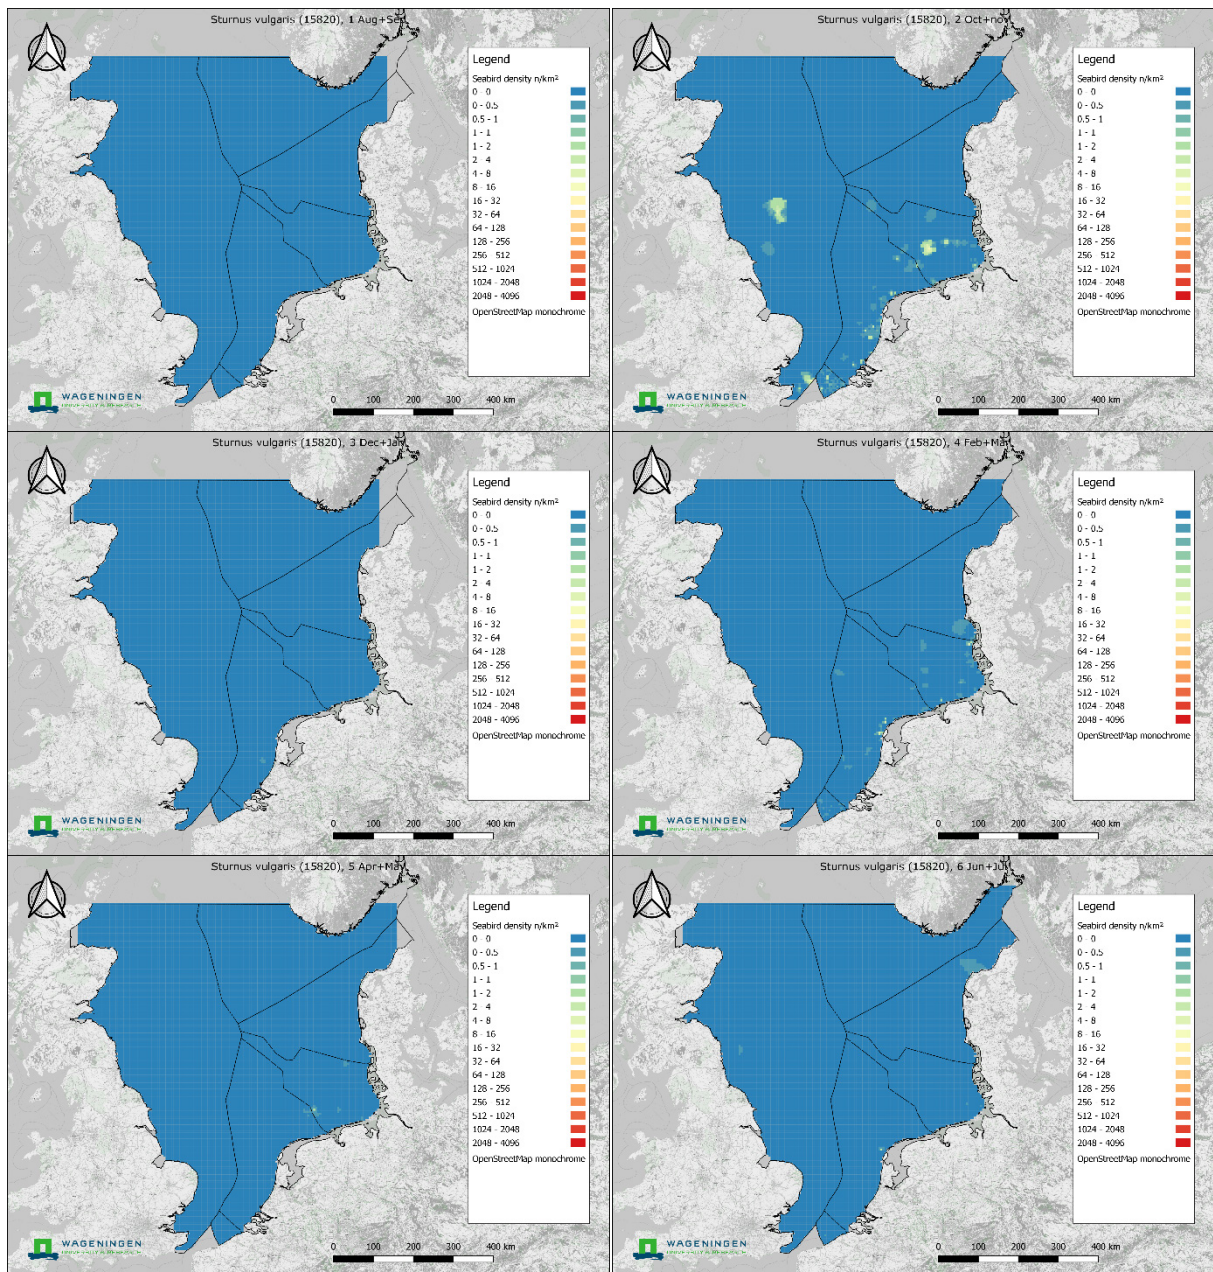 Sturnus vulgaris (15820), 1 Aug+Sep
Legend
Seabird density n/km²
0 - 0
0 - 0.5
0.5 - 1
1 - 1
1 - 2
2 - 4
4 - 8
8 - 16
16 - 32
32 - 64
64 - 128
128 - 256
256 - 512
512 - 1024
1024 - 2048
2048 - 4096
OpenStreetMap monochrome
WAGENINGEN
UNIVERSITY & RESEARCH
0 100 200 300 400 km
Sturnus vulgaris (15820), 2 Oct+nov
Legend
Seabird density n/km²
0 - 0
0 - 0.5
0.5 - 1
1 - 1
1 - 2
2 - 4
4 - 8
8 - 16
16 - 32
32 - 64
64 - 128
128 - 256
256 - 512
512 - 1024
1024 - 2048
2048 - 4096
OpenStreetMap monochrome
WAGENINGEN
UNIVERSITY & RESEARCH
0 100 200 300 400 km
Sturnus vulgaris (15820), 3 Dec+Jan
Legend
Seabird density n/km²
0 - 0
0 - 0.5
0.5 - 1
1 - 1
1 - 2
2 - 4
4 - 8
8 - 16
16 - 32
32 - 64
64 - 128
128 - 256
256 - 512
512 - 1024
1024 - 2048
2048 - 4096
OpenStreetMap monochrome
WAGENINGEN
UNIVERSITY & RESEARCH
0 100 200 300 400 km
Sturnus vulgaris (15820), 4 Feb+Mar
Legend
Seabird density n/km²
0 - 0
0 - 0.5
0.5 - 1
1 - 1
1 - 2
2 - 4
4 - 8
8 - 16
16 - 32
32 - 64
64 - 128
128 - 256
256 - 512
512 - 1024
1024 - 2048
2048 - 4096
OpenStreetMap monochrome
WAGENINGEN
UNIVERSITY & RESEARCH
0 100 200 300 400 km
Sturnus vulgaris (15820), 5 Apr+May
Legend
Seabird density n/km²
0 - 0
0 - 0.5
0.5 - 1
1 - 1
1 - 2
2 - 4
4 - 8
8 - 16
16 - 32
32 - 64
64 - 128
128 - 256
256 - 512
512 - 1024
1024 - 2048
2048 - 4096
OpenStreetMap monochrome
WAGENINGEN
UNIVERSITY & RESEARCH
0 100 200 300 400 km
Sturnus vulgaris (15820), 6 Jun+Jul
Legend
Seabird density n/km²
0 - 0
0 - 0.5
0.5 - 1
1 - 1
1 - 2
2 - 4
4 - 8
8 - 16
16 - 32
32 - 64
64 - 128
128 - 256
256 - 512
512 - 1024
1024 - 2048
2048 - 4096
OpenStreetMap monochrome
WAGENINGEN
UNIVERSITY & RESEARCH
0 100 200 300 400 km